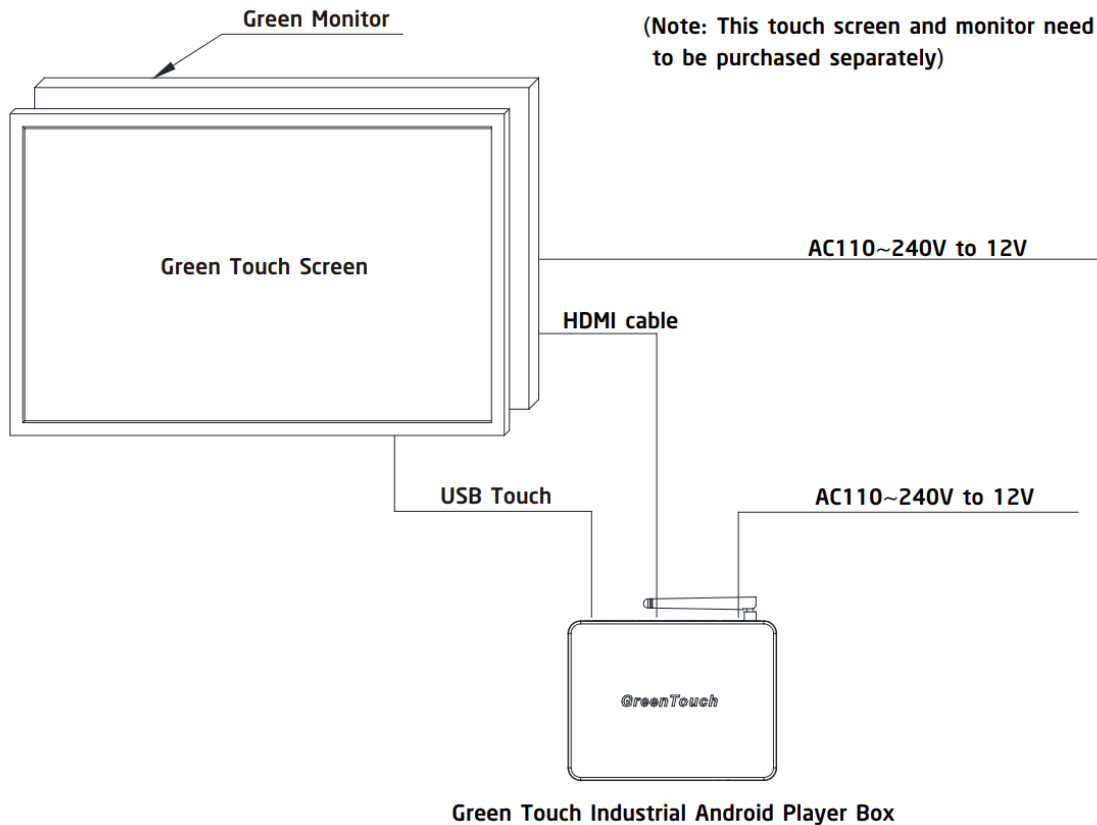 Green Monitor
(Note: This touch screen and monitor need
to be purchased separately)
Green Touch Screen
AC110~240V to 12V
HDMI cable
USB Touch
AC110~240V to 12V
GreenTouch
Green Touch Industrial Android Player Box